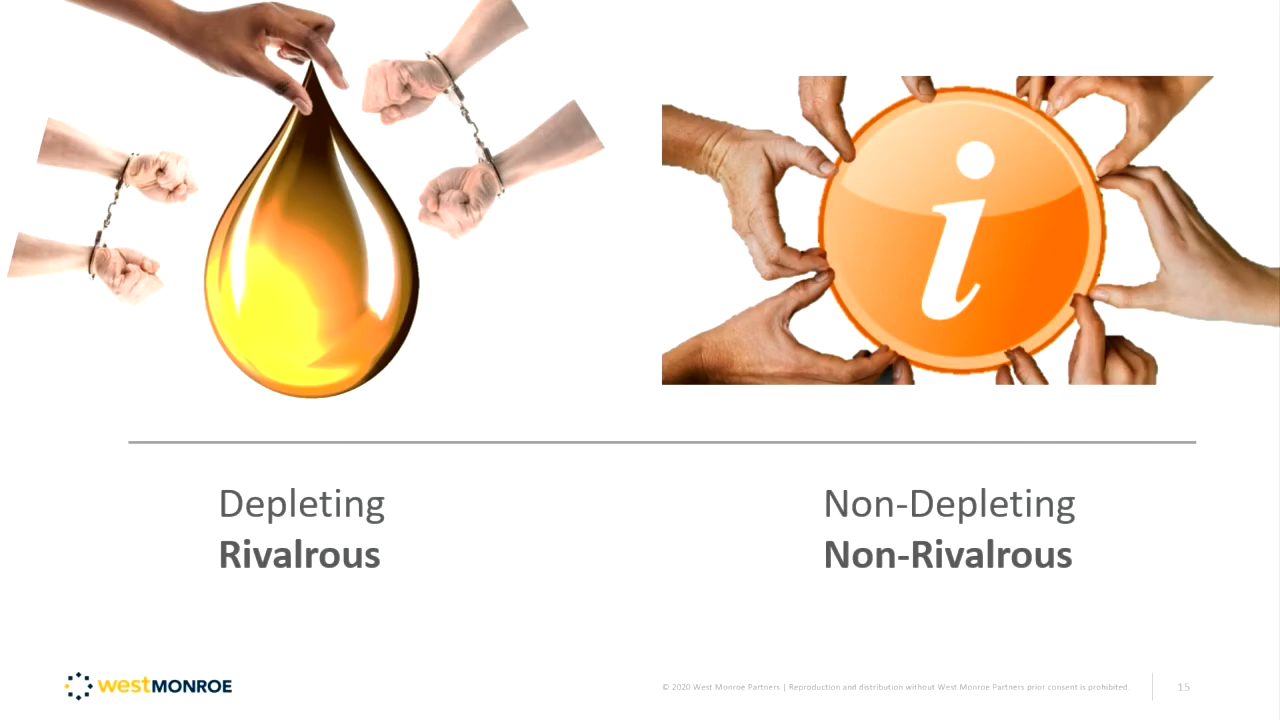 i
Depleting
Rivalrous
Non-Depleting
Non-Rivalrous
westMONROE
© 2020 West Monroe Partners | Reproduction and distribution without West Monroe Partners prior consent is prohibited.
15